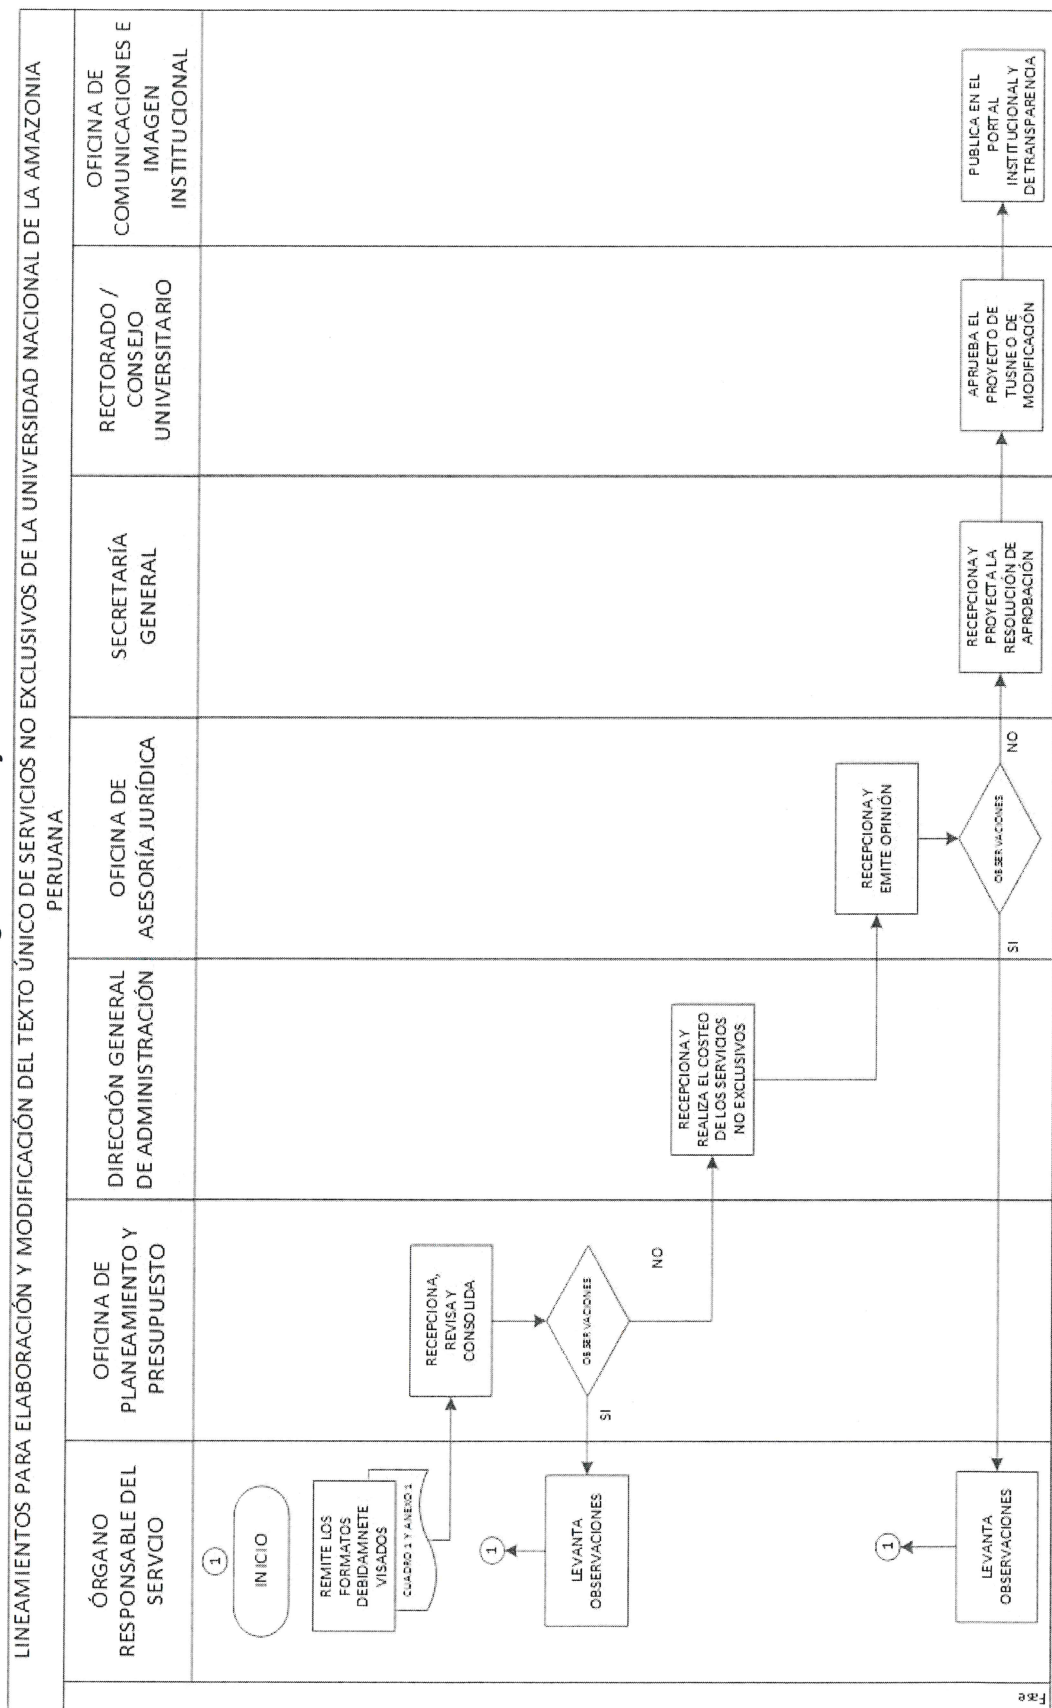 LINEAMIENTOS PARA ELABORACIÓN Y MODIFICACIÓN DEL TEXTO ÚNICO DE SERVICIOS NO EXCLUSIVOS DE LA UNIVERSIDAD NACIONAL DE LA AMAZONIA
PERUANA
ÓRGANO
RESPONSABLE DEL
SERVCIO
OFICINA DE
PLANEAMIENTO Y
PRESUPUESTO
DIRECCIÓN GENERAL
DE ADMINISTRACIÓN
OFICINA DE
ASESORÍA JURÍDICA
SECRETARÍA
GENERAL
RECTORADO /
CONSEJO
UNIVERSITARIO
OFICINA DE
COMUNICACIONES E
IMAGEN
INSTITUCIONAL
Fase
1
INICIO
REMITE LOS
FORMATOS
DEBIDAMNETE
VISADOS
CUADRO 1 Y ANEXO 1
RECEPCIONA,
REVISA Y
CONSOLIDA
1
LEVANTA
OBSERVACIONES
SI
OBSERVACIONES
NO
RECEPCIONA Y
REALIZA EL COSTEO
DE LOS SERVICIOS
NO EXCLUSIVOS
RECEPCIONA Y
EMITE OPINIÓN
1
LEVANTA
OBSERVACIONES
SI
OBSERVACIONES
NO
RECEPCIONA Y
PROYECTA LA
RESOLUCIÓN DE
APROBACIÓN
APRUEBA EL
PROYECTO DE
TUSNE O DE
MODIFICACIÓN
PUBLICA EN EL
PORTAL
INSTITUCIONAL Y
DE TRANSPARENCIA